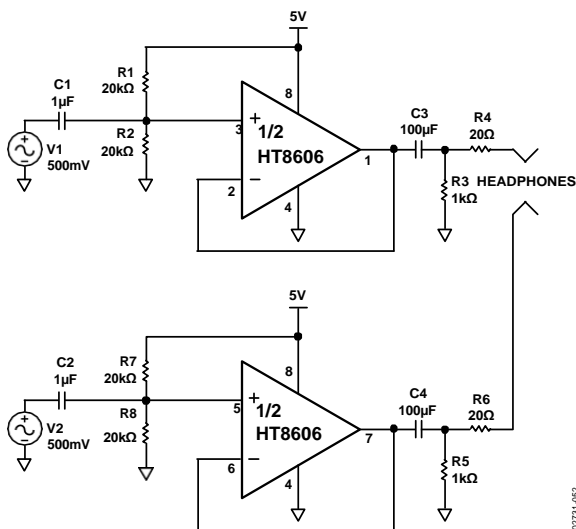 5V
C1
1µF
R1
20kΩ
R2
20kΩ
V1
500mV
8
3
+
1/2
HT8606
1
2
−
4
C3
100µF
R4
20Ω
R3
1kΩ
HEADPHONES
5V
C2
1µF
R7
20kΩ
R8
20kΩ
V2
500mV
8
5
+
1/2
HT8606
7
6
−
4
C4
100µF
R6
20Ω
R5
1kΩ